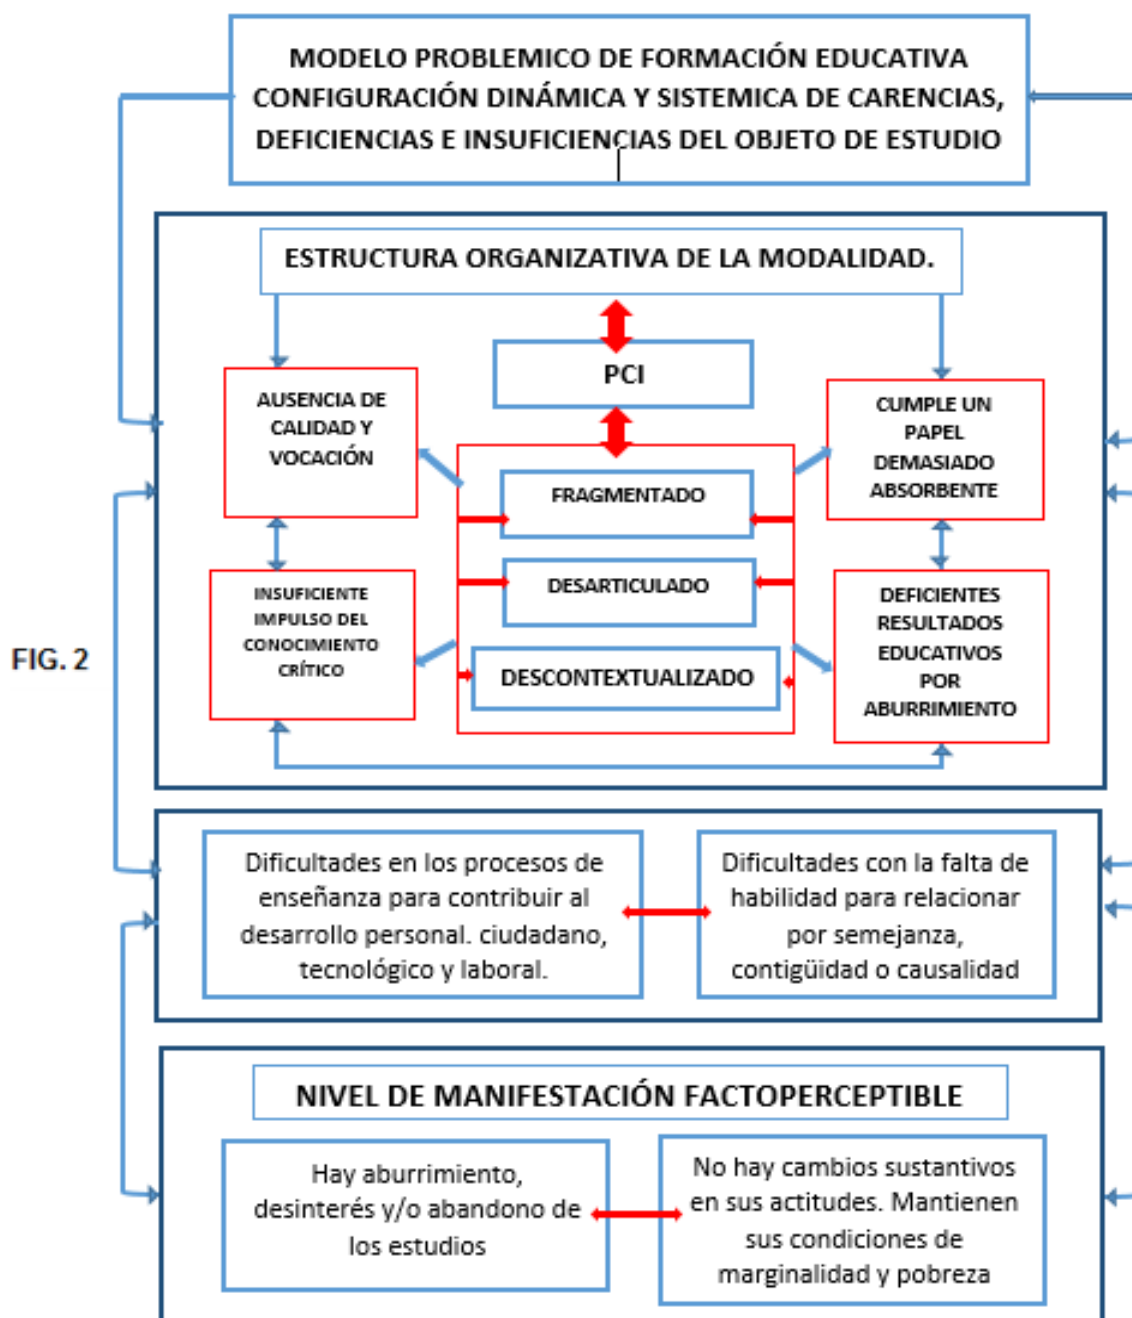 MODELO PROBLEMICO DE FORMACIÓN EDUCATIVA
CONFIGURACIÓN DINÁMICA Y SISTEMICA DE CARENCIAS,
DEFICIENCIAS E INSUFICIENCIAS DEL OBJETO DE ESTUDIO
ESTRUCTURA ORGANIZATIVA DE LA MODALIDAD.
PCI
AUSENCIA DE
CALIDAD Y
VOCACIÓN
CUMPLE UN
PAPEL
DEMASIADO
ABSORBENTE
FRAGMENTADO
DESARTICULADO
DESCONTEXTUALIZADO
INSUFICIENTE
IMPULSO DEL
CONOCIMIENTO
CRÍTICO
DEFICIENTES
RESULTADOS
EDUCATIVOS
POR
ABURRIMIENTO
FIG. 2
Dificultades en los procesos de
enseñanza para contribuir al
desarrollo personal. ciudadano,
tecnológico y laboral.
Dificultades con la falta de
habilidad para relacionar
por semejanza,
contigüidad o causalidad
NIVEL DE MANIFESTACIÓN FACTOPERCEPTIBLE
Hay aburrimiento,
desinterés y/o abandono de
los estudios
No hay cambios sustantivos
en sus actitudes. Mantienen
sus condiciones de
marginalidad y pobreza